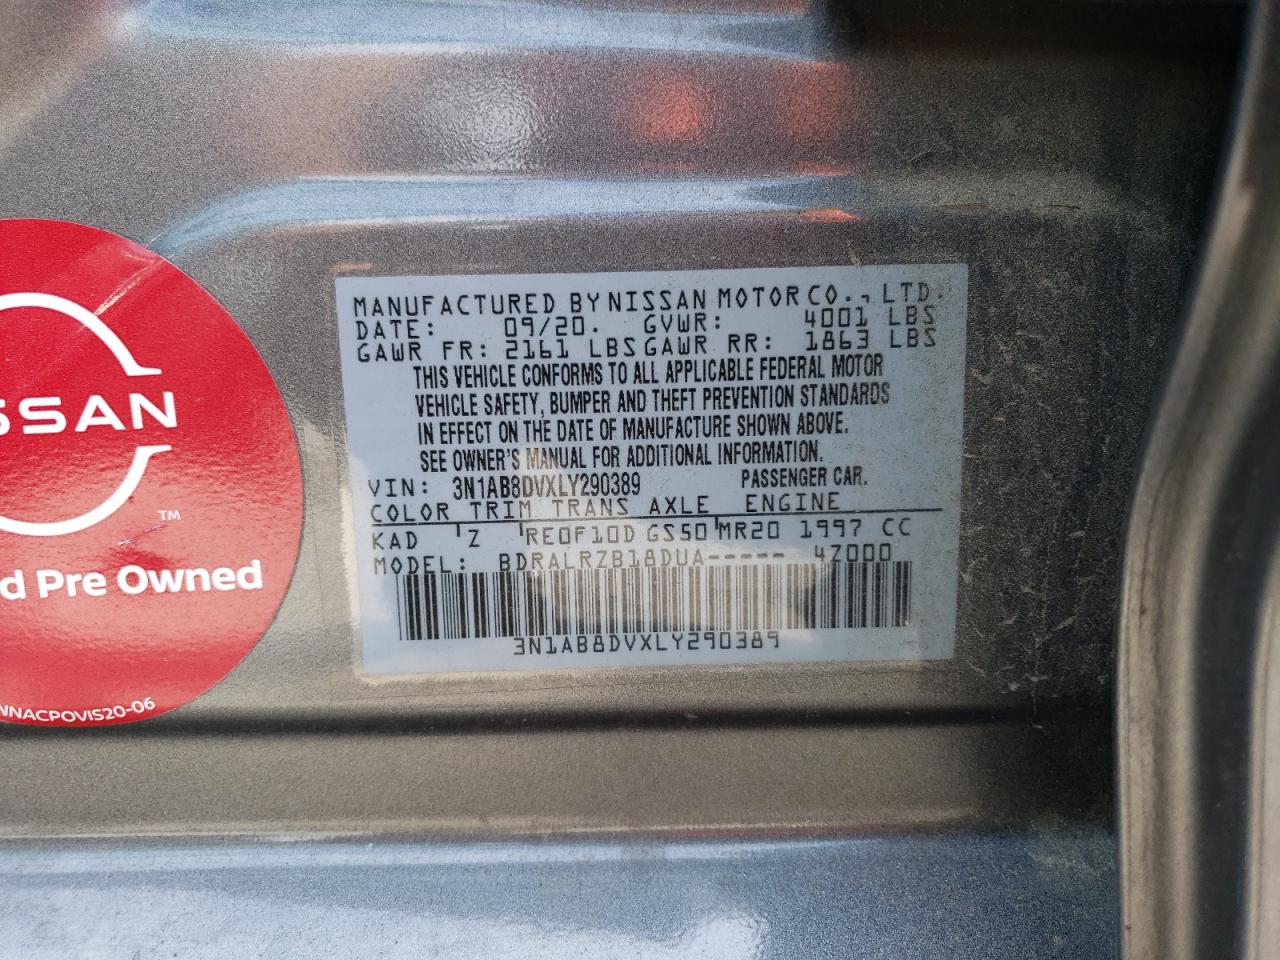 MANUFACTURED BY NISSAN MOTOR CO., LTD.
DATE: 09/20. GVWR: 4001 LBS
GAWR FR: 2161 LBS GAWR RR: 1863 LBS
THIS VEHICLE CONFORMS TO ALL APPLICABLE FEDERAL MOTOR
VEHICLE SAFETY, BUMPER AND THEFT PREVENTION STANDARDS
IN EFFECT ON THE DATE OF MANUFACTURE SHOWN ABOVE.
SEE OWNER'S MANUAL FOR ADDITIONAL INFORMATION.
VIN: 3N1AB8DVXLY290389 PASSENGER CAR.
COLOR TRIM TRANS AXLE ENGINE
KAD Z RE0F10D GS50 MR20 1997 CC
MODEL: BDRALRZB18DUA----- 4Z000
3N1AB8DVXLY290389
SSAN
TM
d Pre Owned
NNACPOVIS20-06